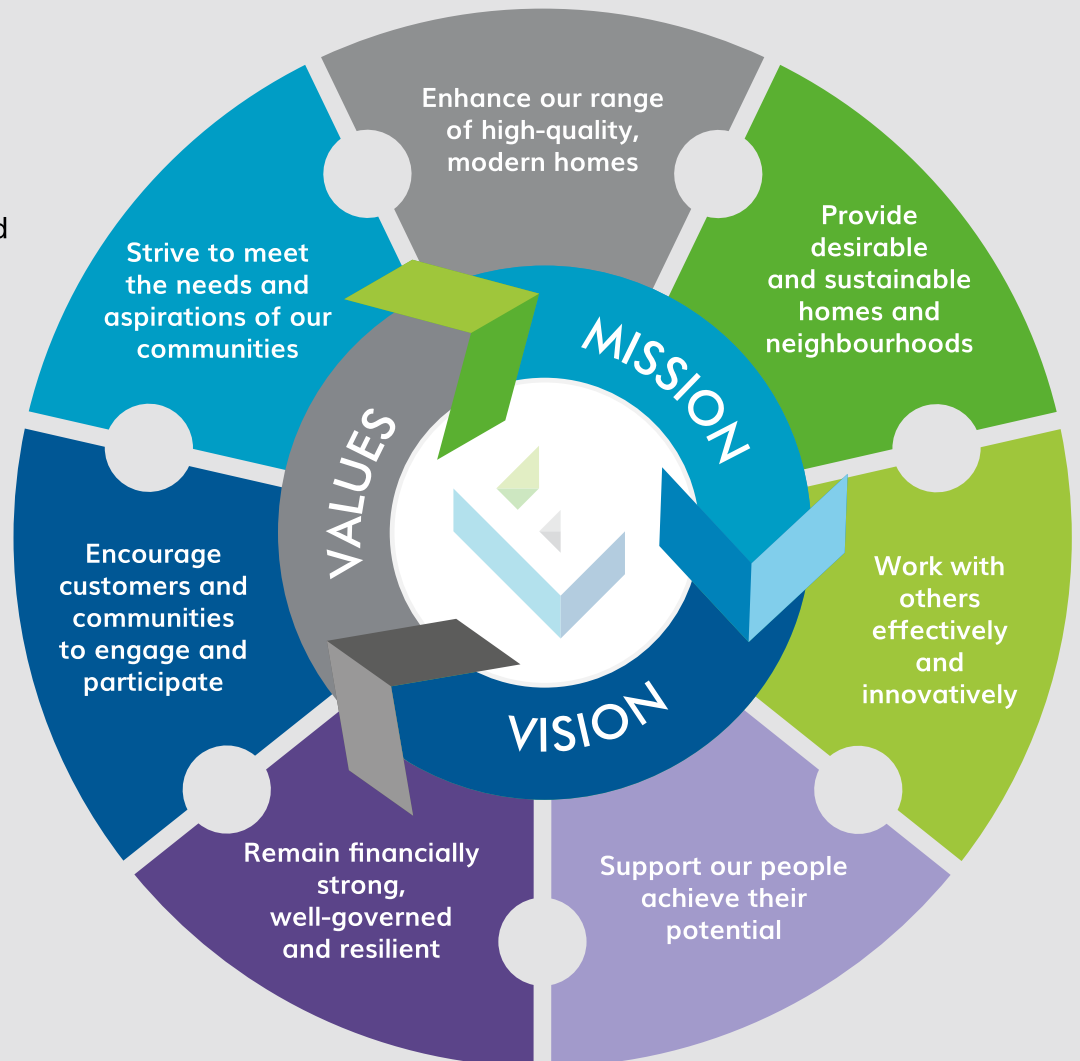 Enhance our range
of high-quality,
modern homes
Provide
desirable
and sustainable
homes and
neighbourhoods
Work with
others
effectively
and
innovatively
Support our people
achieve their
potential
Remain financially
strong,
well-governed
and resilient
Encourage
customers and
communities
to engage and
participate
Strive to meet
the needs and
aspirations of our
communities
MISSION
VISION
VALUES